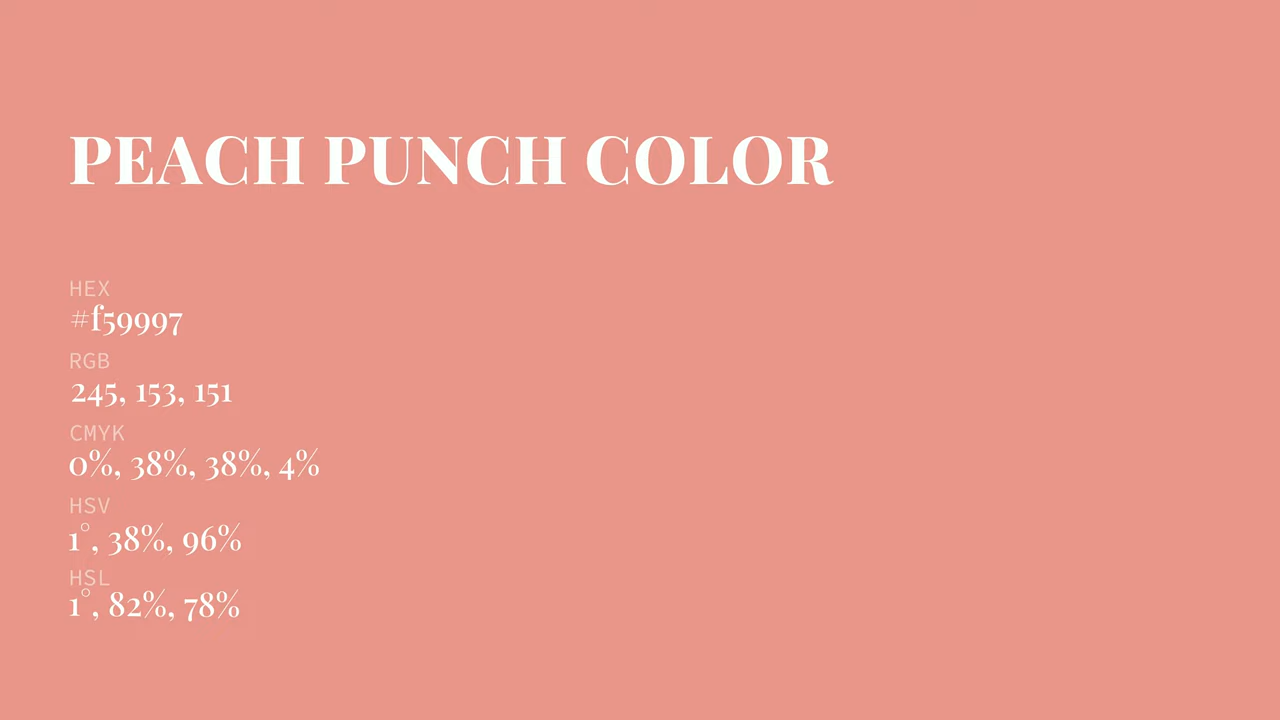 PEACH PUNCH COLOR
HEX
#f59997
RGB
245, 153, 151
CMYK
0%, 38%, 38%, 4%
HSV
1°, 38%, 96%
HSL
1°, 82%, 78%